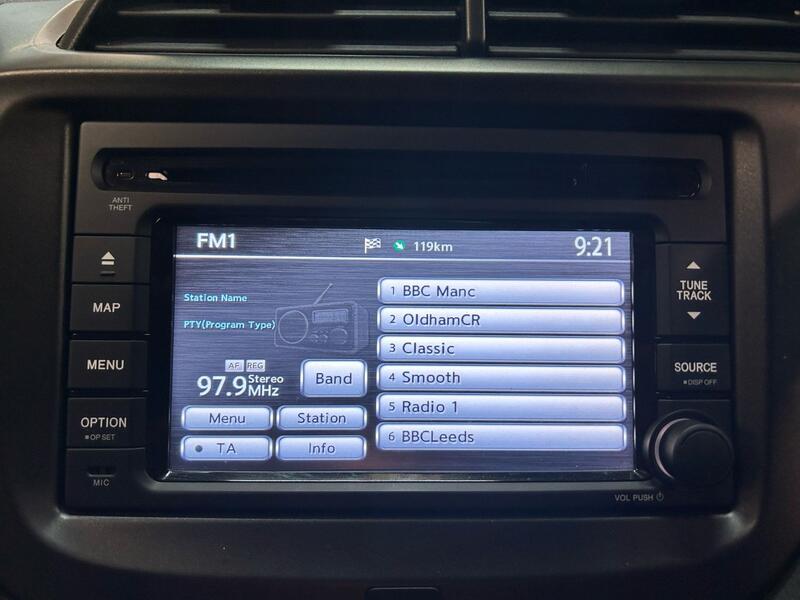 ANTI
THEFT
FM1
119km
9:21
MAP
MENU
OPTION
OP SET
MIC
Station Name
PTY(Program Type)
AF REG
97.9 Stereo
MHz
Band
Menu
Station
TA
Info
1 BBC Manc
2 OldhamCR
3 Classic
4 Smooth
5 Radio 1
6 BBCLeeds
TUNE
TRACK
SOURCE
DISP OFF
VOL PUSH